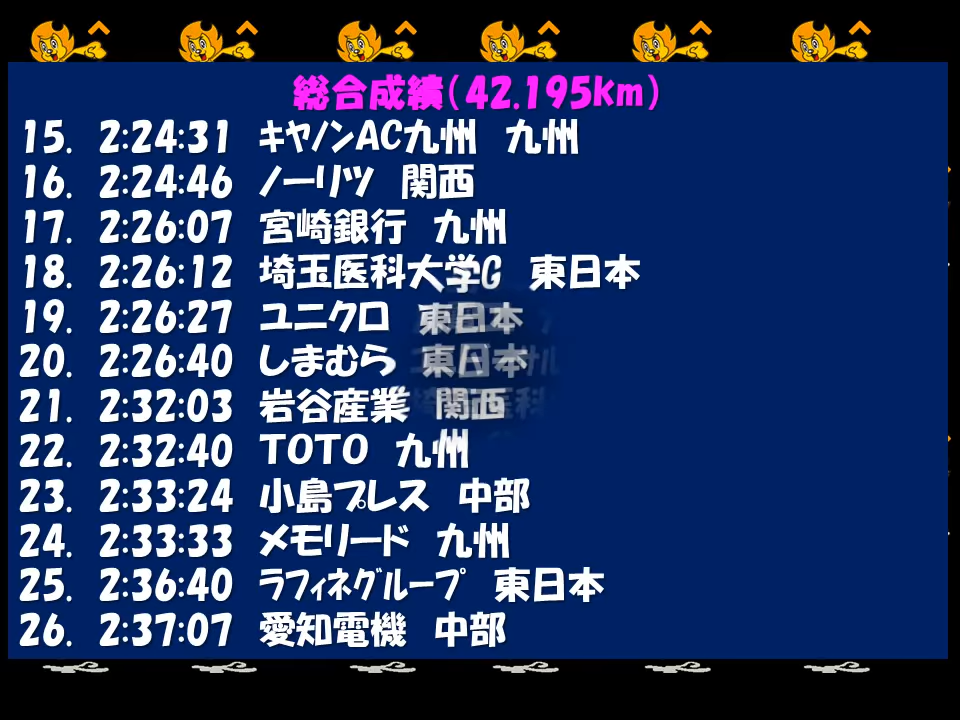 総合成績(42.195km)
15. 2:24:31 キヤノンAC九州 九州
16. 2:24:46 ノーリツ 関西
17. 2:26:07 宮崎銀行 九州
18. 2:26:12 埼玉医科大学G 東日本
19. 2:26:27 ユニクロ 東日本
20. 2:26:40 しまむら 東日本
21. 2:32:03 岩谷産業 関西
22. 2:32:40 TOTO 九州
23. 2:33:24 小島プレス 中部
24. 2:33:33 メモリード 九州
25. 2:36:40 ラフィネグループ 東日本
26. 2:37:07 愛知電機 中部